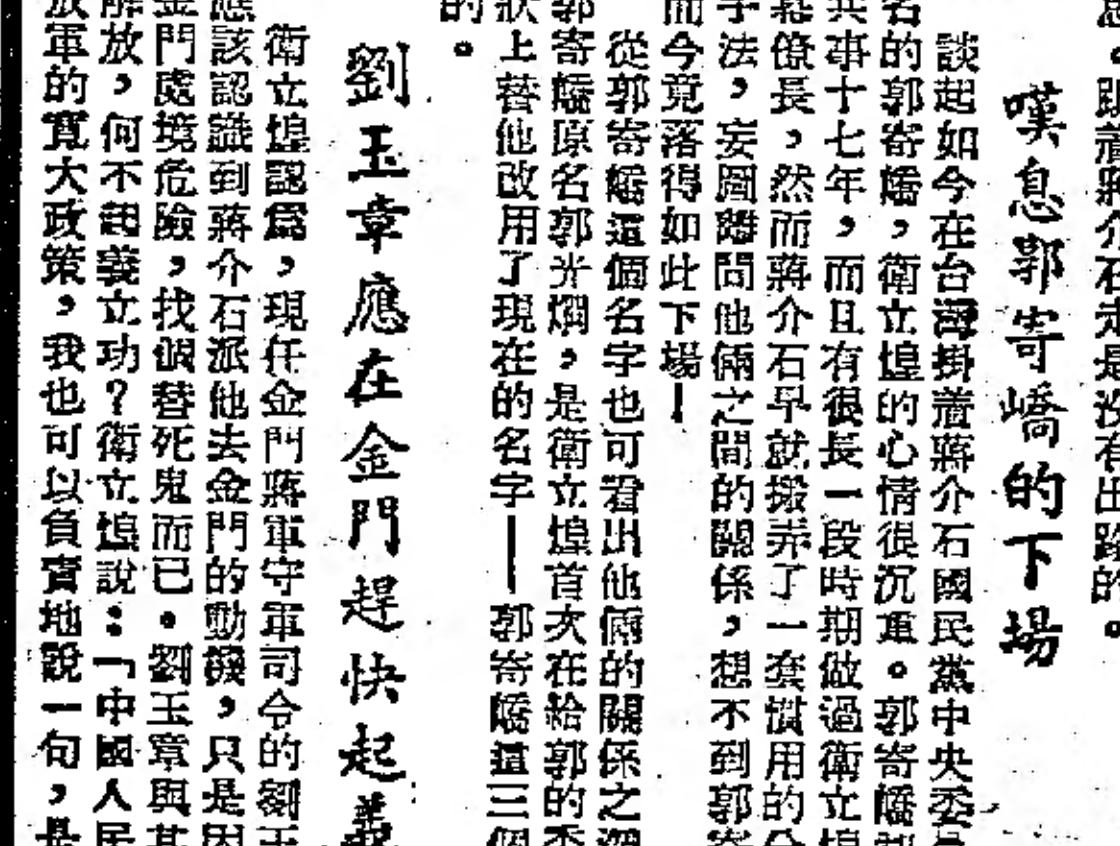 跟着蔣介石走是沒有出路的。
嘆息郭寄嶠的下場
談起如今在台灣掛着蔣介石國民黨中央委
名的郭寄嶠，衛立煌的心情很沉重。郭寄嶠
共事十七年，而且有很長一段時期做過衛立煌
幕僚長，然而蔣介石早就搬弄了一套慣用的
手法，妄圖離間他倆之間的關係，想不到郭寄
而今竟落得如此下場！
從郭寄嶠這個名字也可看出他倆的關係之
郭寄嶠原名郭光燗，是衛立煌首次在給郭的委
狀上替他改用了現在的名字——郭寄嶠這三個
的。
劉玉章應在金門趕快起義
衛立煌認爲，現任金門蔣軍守軍司令的劉玉
應該認識到蔣介石派他去金門的動機，只是因
金門處境危險，找個替死鬼而已。劉玉章與其
解放，何不起義立功？衛立煌說：「中國人民
放軍的寬大政策，我也可以負責地說一句，是